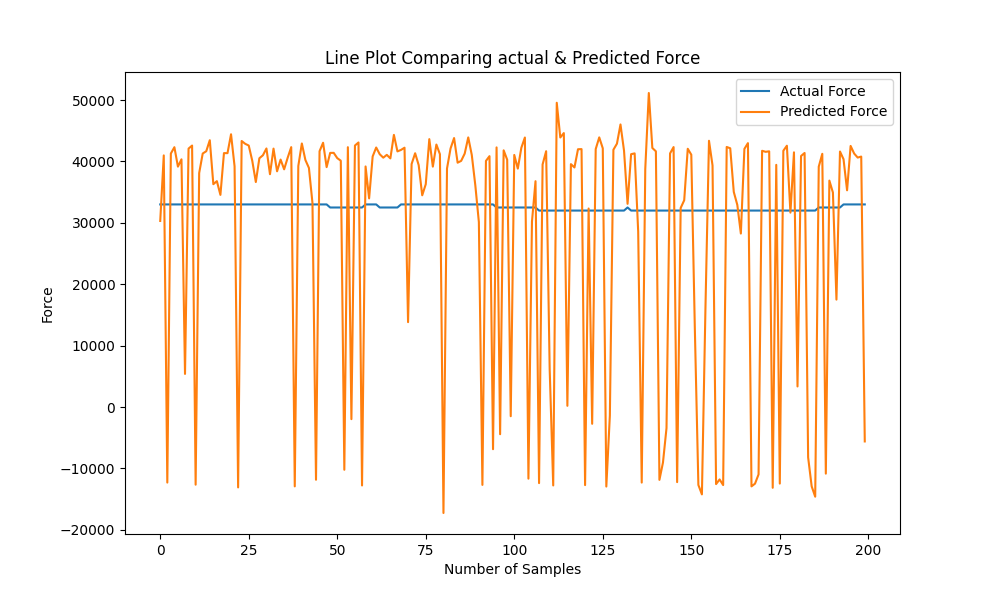 Line Plot Comparing actual & Predicted Force
Actual Force
Predicted Force
50000
40000
30000
20000
10000
0
−10000
−20000
Force
0 25 50 75 100 125 150 175 200
Number of Samples